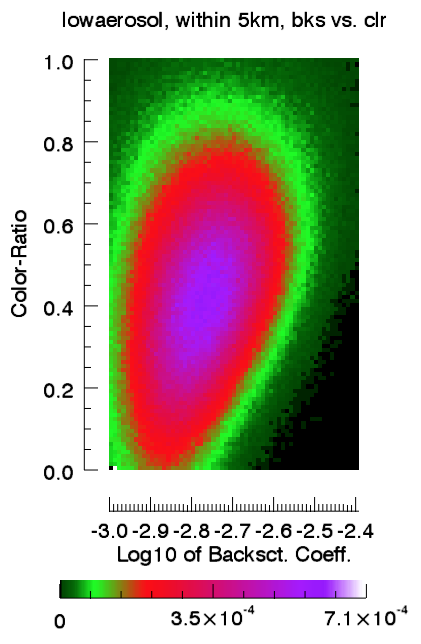 lowaerosol, within 5km, bks vs. clr
1.0
0.8
0.6
0.4
0.2
0.0
Color-Ratio
-3.0 -2.9 -2.8 -2.7 -2.6 -2.5 -2.4
Log10 of Backsct. Coeff.
0 3.5×10⁻⁴ 7.1×10⁻⁴